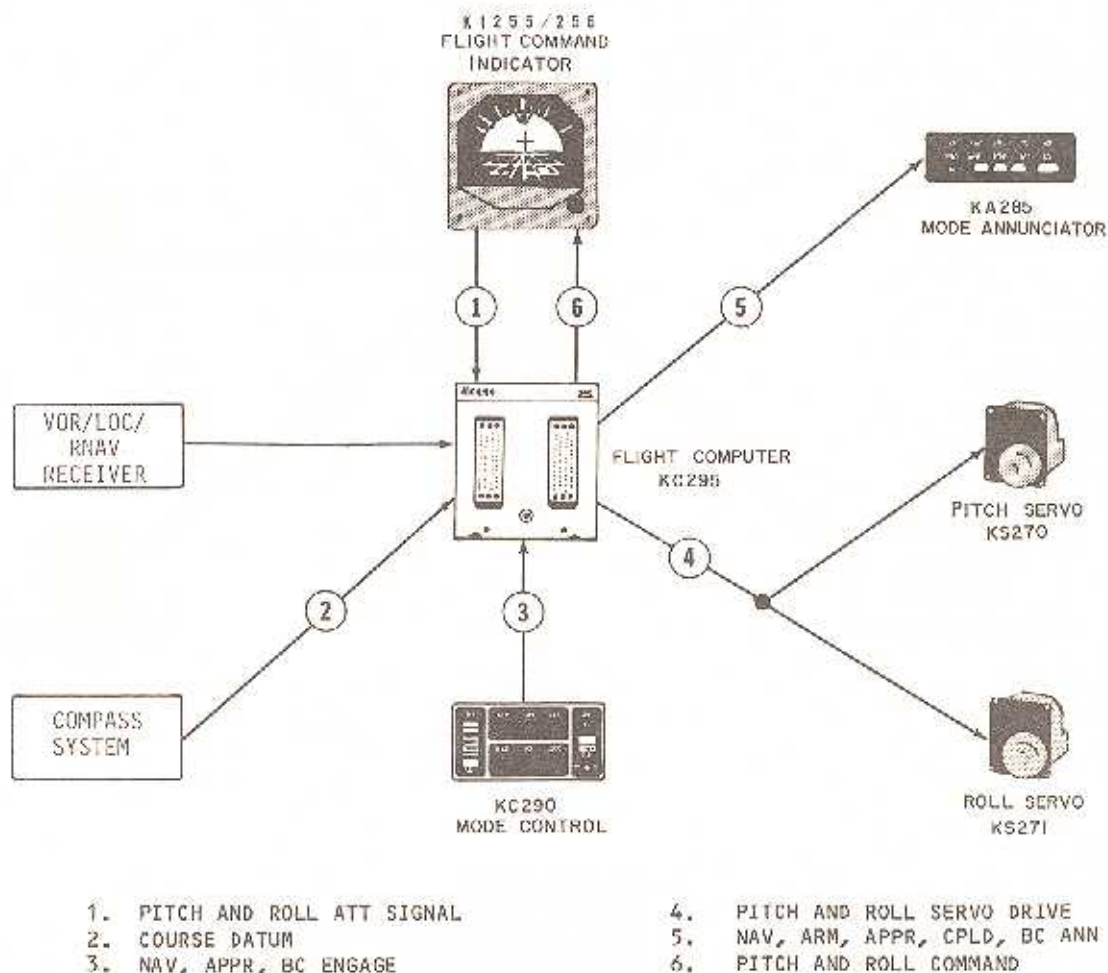 KI255/256
FLIGHT COMMAND
INDICATOR
KA285
MODE ANNUNCIATOR
1
6
5
VOR/LOC/
RNAV
RECEIVER
FLIGHT COMPUTER
KC295
PITCH SERVO
KS270
4
2
3
COMPASS
SYSTEM
KC290
MODE CONTROL
ROLL SERVO
KS271
1. PITCH AND ROLL ATT SIGNAL
2. COURSE DATUM
3. NAV, APPR, BC ENGAGE
4. PITCH AND ROLL SERVO DRIVE
5. NAV, ARM, APPR, CPLD, BC ANN
6. PITCH AND ROLL COMMAND